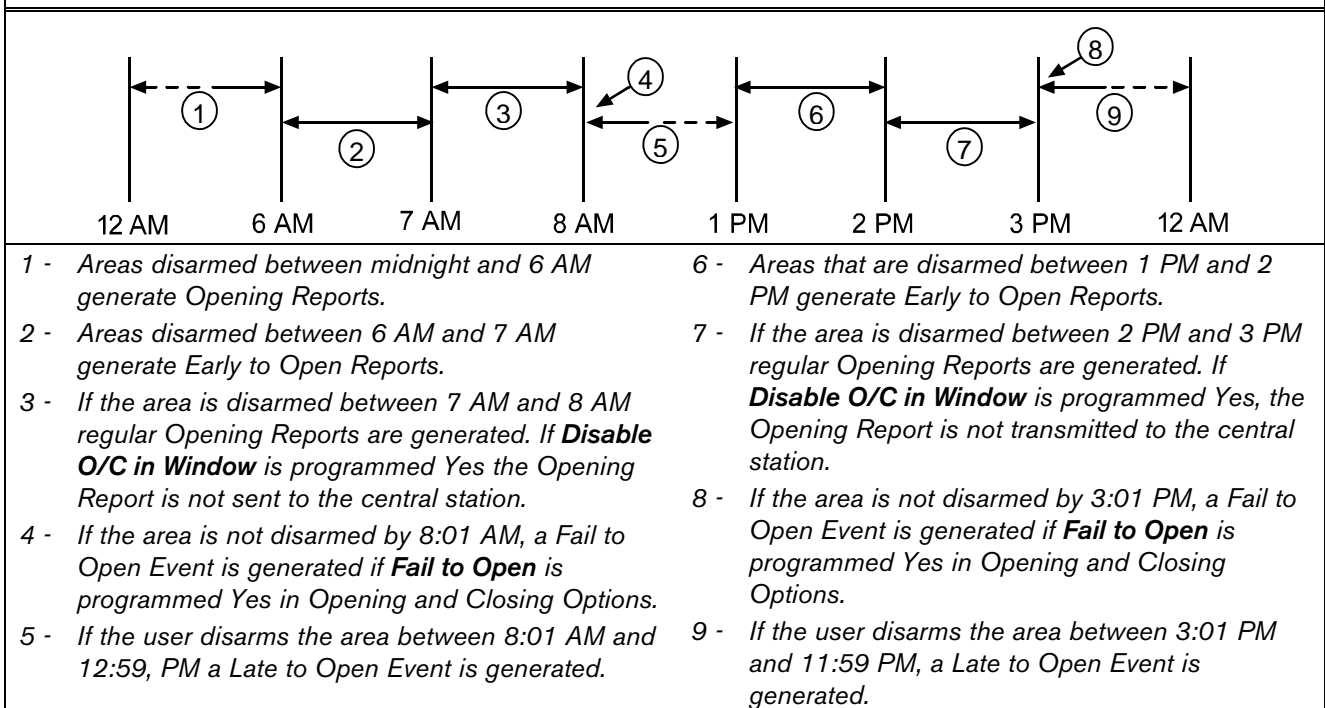 1
2
3
4
5
6
7
8
9
12 AM
6 AM
7 AM
8 AM
1 PM
2 PM
3 PM
12 AM
1 - Areas disarmed between midnight and 6 AM
generate Opening Reports.
2 - Areas disarmed between 6 AM and 7 AM
generate Early to Open Reports.
3 - If the area is disarmed between 7 AM and 8 AM
regular Opening Reports are generated. If Disable
O/C in Window is programmed Yes the Opening
Report is not sent to the central station.
4 - If the area is not disarmed by 8:01 AM, a Fail to
Open Event is generated if Fail to Open is
programmed Yes in Opening and Closing Options.
5 - If the user disarms the area between 8:01 AM and
12:59, PM a Late to Open Event is generated.
6 - Areas that are disarmed between 1 PM and 2
PM generate Early to Open Reports.
7 - If the area is disarmed between 2 PM and 3 PM
regular Opening Reports are generated. If
Disable O/C in Window is programmed Yes, the
Opening Report is not transmitted to the central
station.
8 - If the area is not disarmed by 3:01 PM, a Fail to
Open Event is generated if Fail to Open is
programmed Yes in Opening and Closing
Options.
9 - If the user disarms the area between 3:01 PM
and 11:59 PM, a Late to Open Event is
generated.